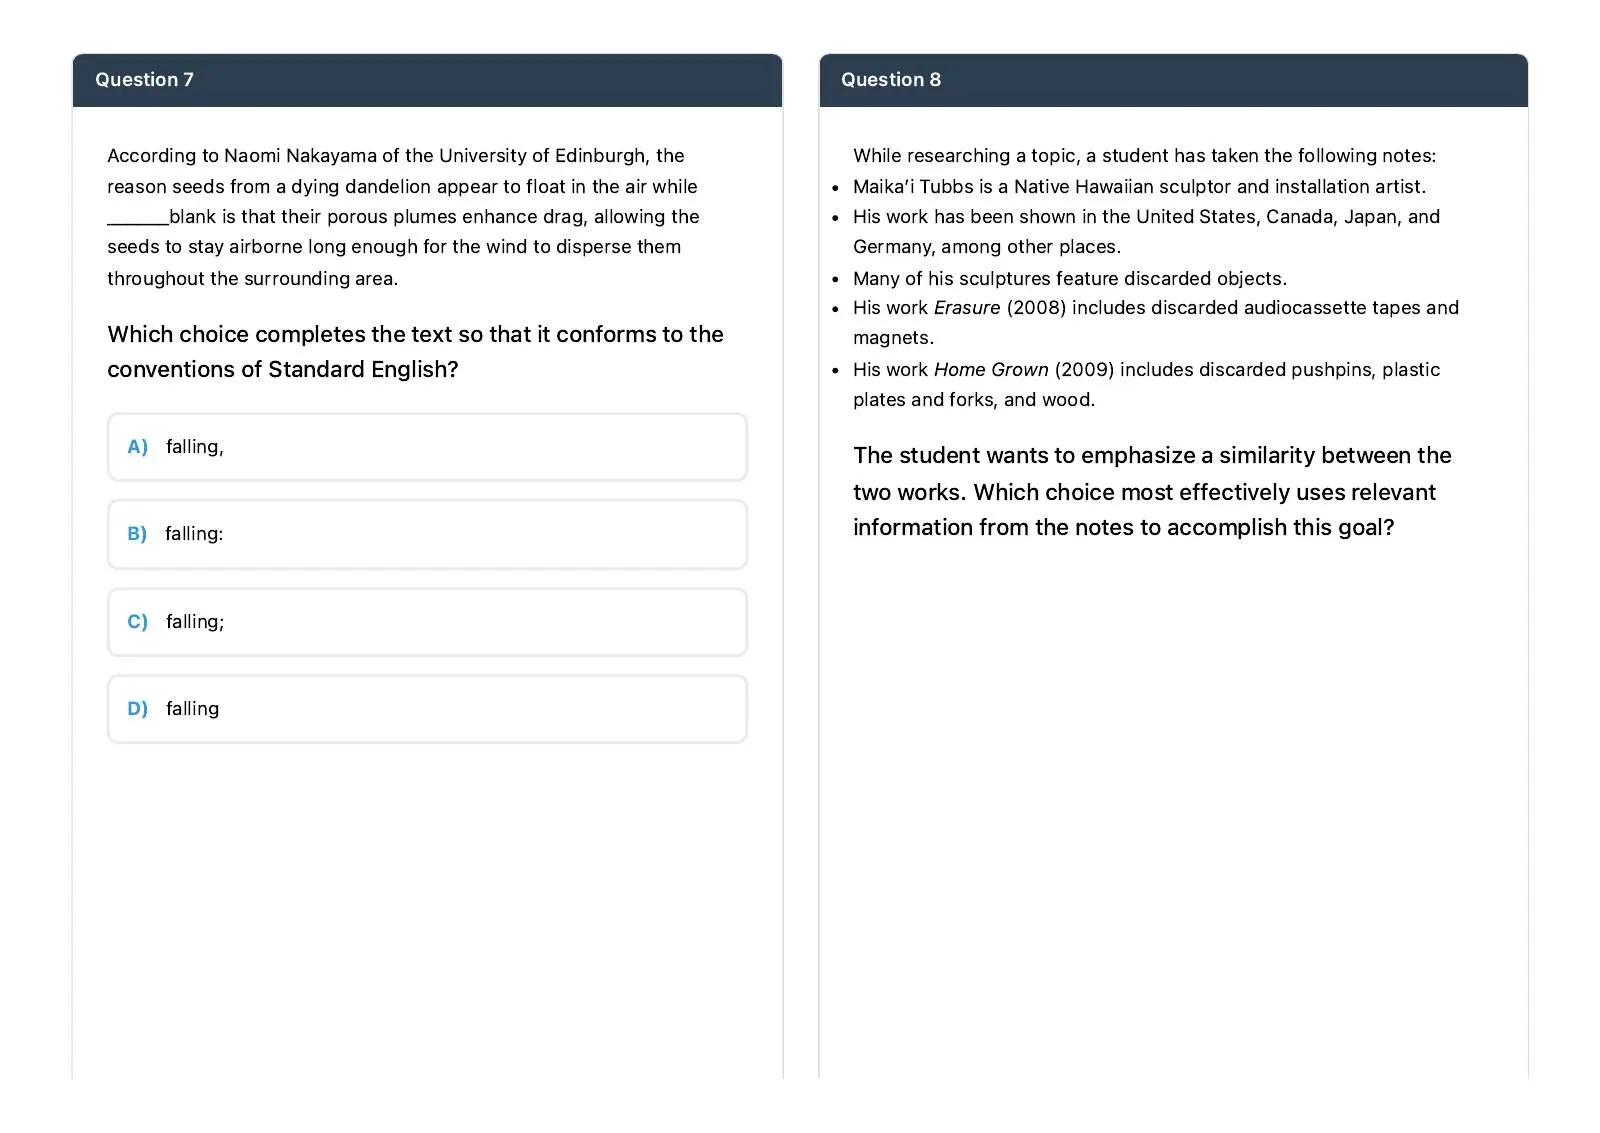 Question 7
According to Naomi Nakayama of the University of Edinburgh, the
reason seeds from a dying dandelion appear to float in the air while
______blank is that their porous plumes enhance drag, allowing the
seeds to stay airborne long enough for the wind to disperse them
throughout the surrounding area.
Which choice completes the text so that it conforms to the
conventions of Standard English?
A) falling,
B) falling:
C) falling;
D) falling
Question 8
While researching a topic, a student has taken the following notes:
• Maika’i Tubbs is a Native Hawaiian sculptor and installation artist.
• His work has been shown in the United States, Canada, Japan, and
Germany, among other places.
• Many of his sculptures feature discarded objects.
• His work Erasure (2008) includes discarded audiocassette tapes and
magnets.
• His work Home Grown (2009) includes discarded pushpins, plastic
plates and forks, and wood.
The student wants to emphasize a similarity between the
two works. Which choice most effectively uses relevant
information from the notes to accomplish this goal?